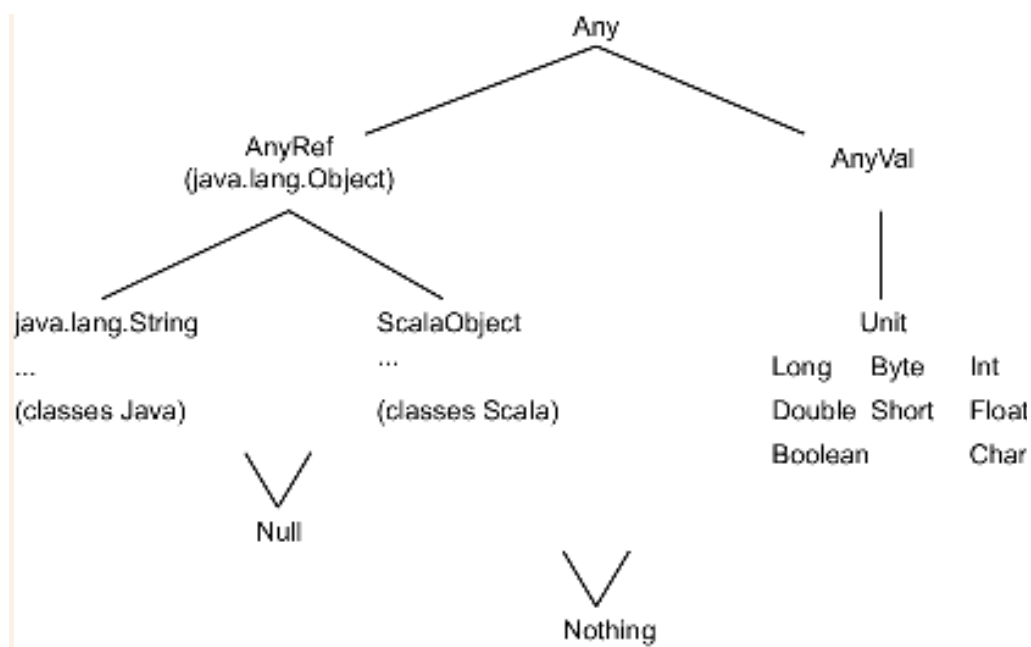 Any
AnyRef
(java.lang.Object)
AnyVal
java.lang.String
...
(classes Java)
ScalaObject
...
(classes Scala)
Unit
Long Byte Int
Double Short Float
Boolean Char
Null
Nothing